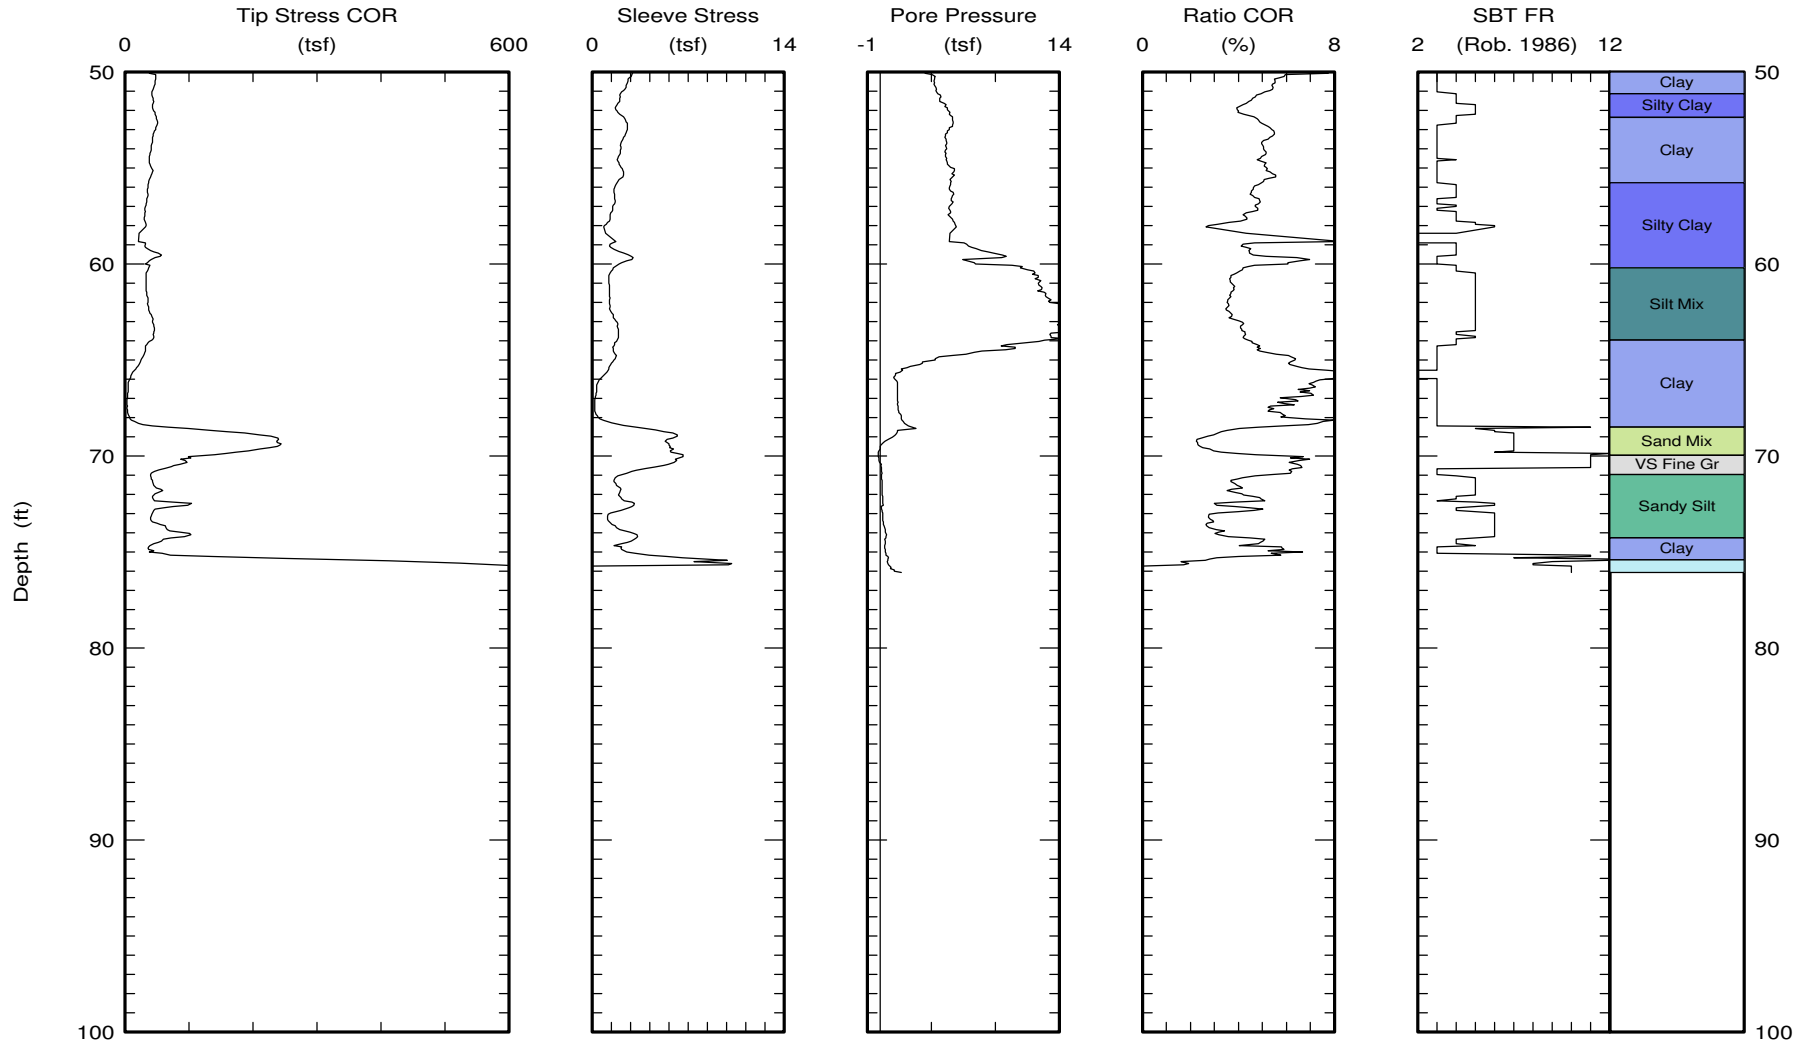 Tip Stress COR Sleeve Stress Pore Pressure Ratio COR SBT FR
0 (tsf) 600 0 (tsf) 14 -1 (tsf) 14 0 (%) 8 2 (Rob. 1986) 12
50 Clay 50
Silty Clay
Clay
Silty Clay
60 60
Silt Mix
Clay
Sand Mix
70 VS Fine Gr 70
Sandy Silt
Clay
Depth (ft)
80 80
90 90
100 100